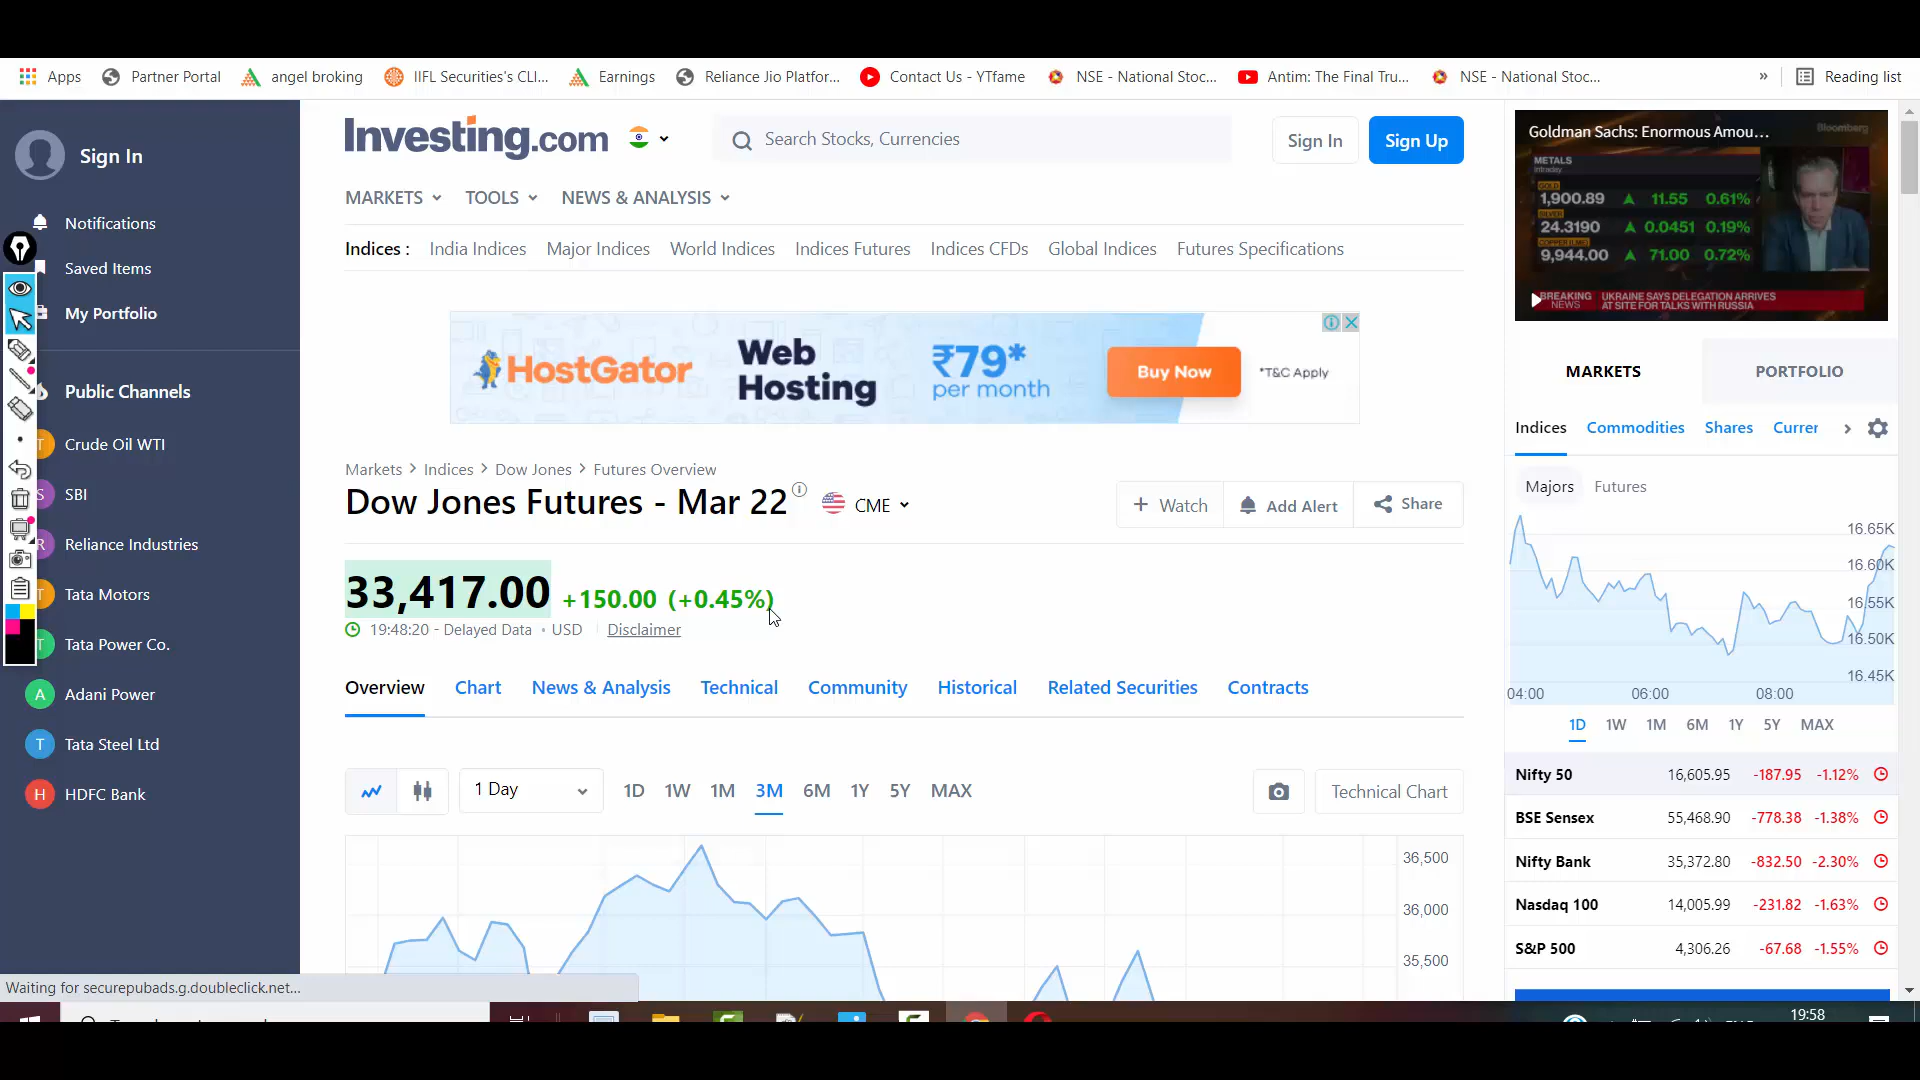 Apps
Partner Portal
angel broking
IIFL Securities's CLI...
Earnings
Reliance Jio Platfor...
Contact Us - YTfame
NSE - National Stoc...
Antim: The Final Tru...
NSE - National Stoc...
»
Reading list
Sign In
Notifications
Saved Items
My Portfolio
Public Channels
T Crude Oil WTI
S SBI
R Reliance Industries
T Tata Motors
T Tata Power Co.
A Adani Power
T Tata Steel Ltd
H HDFC Bank
Investing.com
Search Stocks, Currencies
Sign In
Sign Up
MARKETS
TOOLS
NEWS & ANALYSIS
Indices :
India Indices
Major Indices
World Indices
Indices Futures
Indices CFDs
Global Indices
Futures Specifications
HostGator
Web
Hosting
₹79*
per month
Buy Now
*T&C Apply
Markets > Indices > Dow Jones > Futures Overview
Dow Jones Futures - Mar 22
CME
+ Watch
Add Alert
Share
33,417.00 +150.00 (+0.45%)
19:48:20 - Delayed Data • USD
Disclaimer
Overview
Chart
News & Analysis
Technical
Community
Historical
Related Securities
Contracts
1 Day
1D 1W 1M 3M 6M 1Y 5Y MAX
Technical Chart
36,500
36,000
35,500
Goldman Sachs: Enormous Amou...
Bloomberg
METALS
Intraday
GOLD
1,900.89 ▲ 11.55 0.61%
SILVER
24.3190 ▲ 0.0451 0.19%
COPPER (LME)
9,944.00 ▲ 71.00 0.72%
BREAKING
NEWS
UKRAINE SAYS DELEGATION ARRIVES
AT SITE FOR TALKS WITH RUSSIA
MARKETS
PORTFOLIO
Indices
Commodities
Shares
Curren
Majors
Futures
16.65K
16.60K
16.55K
16.50K
16.45K
04:00
06:00
08:00
1D 1W 1M 6M 1Y 5Y MAX
Nifty 50 16,605.95 -187.95 -1.12%
BSE Sensex 55,468.90 -778.38 -1.38%
Nifty Bank 35,372.80 -832.50 -2.30%
Nasdaq 100 14,005.99 -231.82 -1.63%
S&P 500 4,306.26 -67.68 -1.55%
Waiting for securepubads.g.doubleclick.net...
19:58